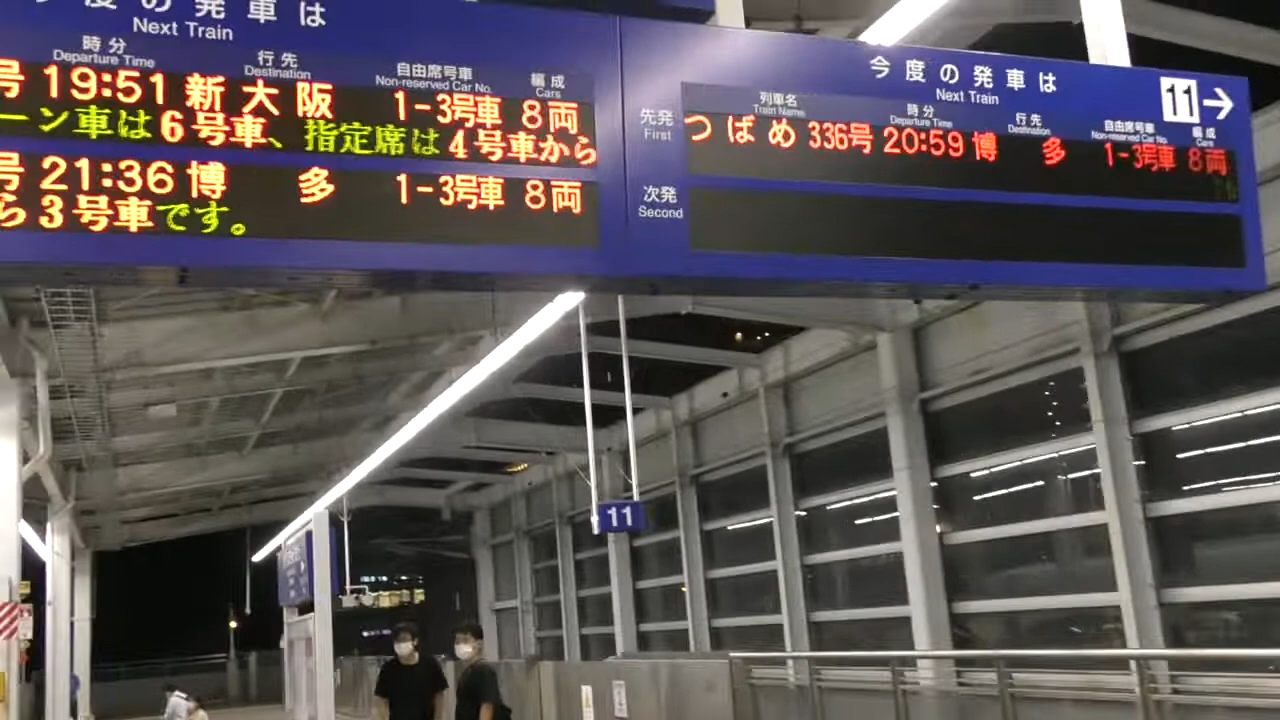 今度の発車は
Next Train
時分 行先 自由席号車 編成
Departure Time Destination Non-reserved Car No. Cars
号 19:51 新大阪 1-3号車 8両
ーン車は6号車、指定席は4号車から
号 21:36 博多 1-3号車 8両
ら3号車です。
今度の発車は
Next Train
11
列車名 時分 行先 自由席号車 編成
Train Name Departure Time Destination Non-reserved Car No. Cars
先発
First
つばめ 336号 20:59 博多 1-3号車 8両
次発
Second
11